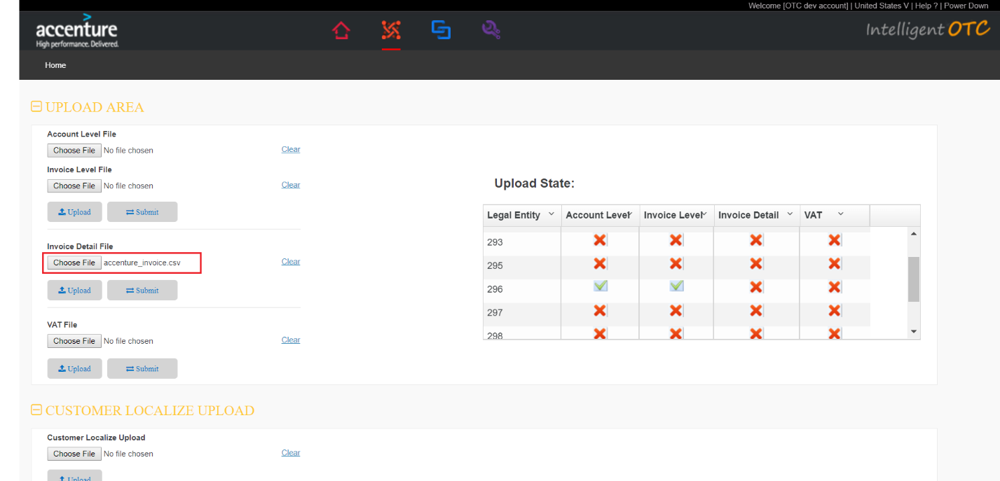 Welcome [OTC dev account] | United States V | Help ? | Power Down
accenture
High performance. Delivered.
Intelligent OTC
Home
UPLOAD AREA
Account Level File
Choose File No file chosen Clear
Invoice Level File
Choose File No file chosen Clear
Upload Submit
Invoice Detail File
Choose File accenture_invoice.csv Clear
Upload Submit
VAT File
Choose File No file chosen Clear
Upload Submit
Upload State:
Legal Entity Account Level Invoice Level Invoice Detail VAT
293
295
296
297
298
CUSTOMER LOCALIZE UPLOAD
Customer Localize Upload
Choose File No file chosen Clear
Upload